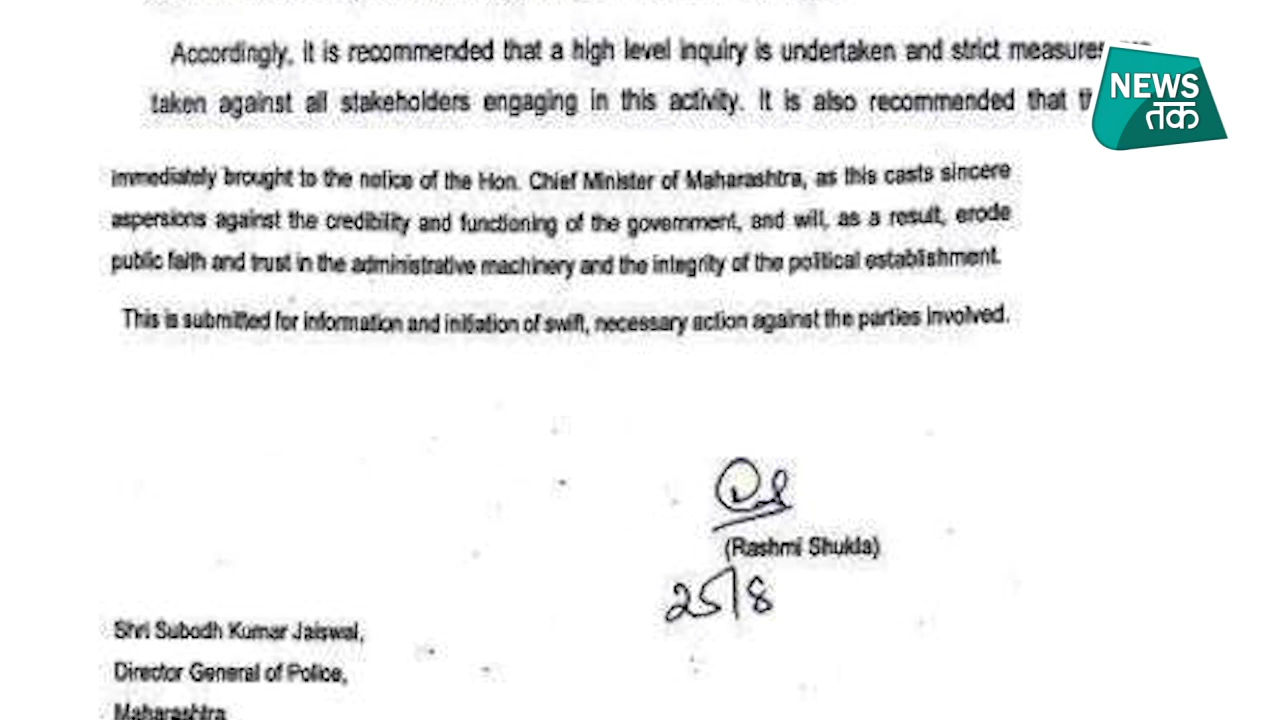 Accordingly, it is recommended that a high level inquiry is undertaken and strict measures
taken against all stakeholders engaging in this activity. It is also recommended that
immediately brought to the notice of the Hon. Chief Minister of Maharashtra, as this casts sincere
aspersions against the credibility and functioning of the government, and will, as a result, erode
public faith and trust in the administrative machinery and the integrity of the political establishment.
This is submitted for information and initiation of swift, necessary action against the parties involved.
(Rashmi Shukla)
25/8
Shri Subodh Kumar Jaiswal,
Director General of Police,
Maharashtra
NEWS
तक